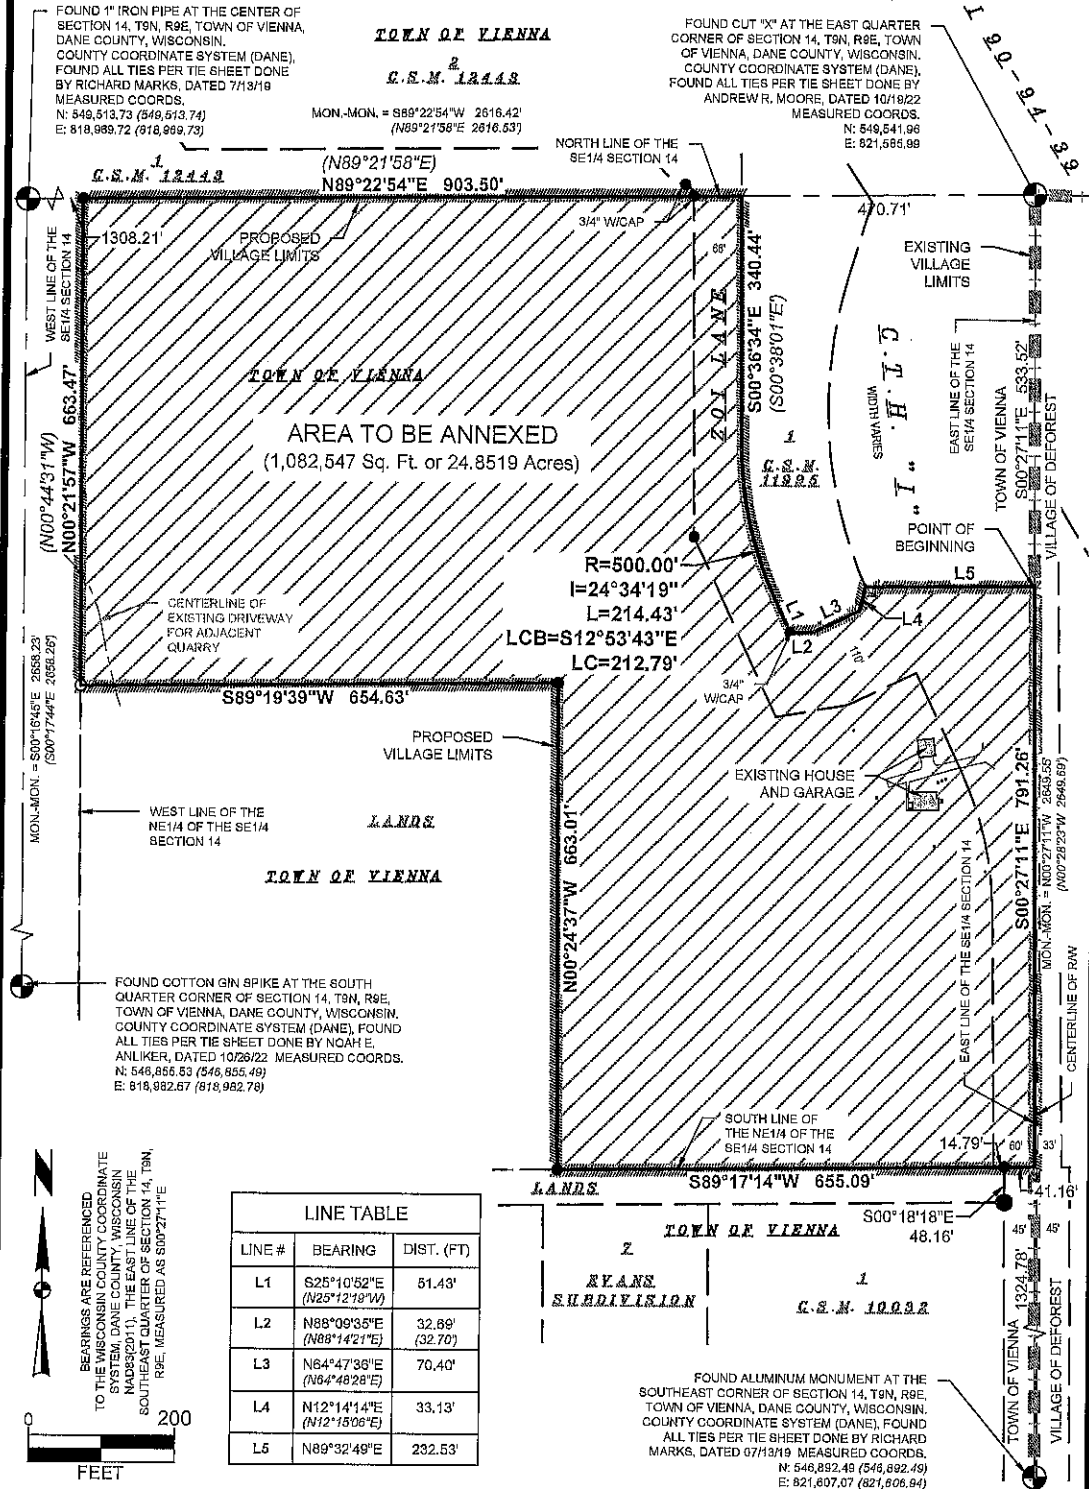 FOUND 1" IRON PIPE AT THE CENTER OF
SECTION 14, T9N, R9E, TOWN OF VIENNA,
DANE COUNTY, WISCONSIN.
COUNTY COORDINATE SYSTEM (DANE),
FOUND ALL TIES PER TIE SHEET DONE
BY RICHARD MARKS, DATED 7/13/19
MEASURED COORDS.
N: 549,513.73 (549,513.74)
E: 818,969.72 (818,969.73)
TOWN OF VIENNA
2
C.S.M. 12443
MON.-MON. = S89°22'54"W 2616.42'
(N89°21'58"E 2616.53')
FOUND CUT "X" AT THE EAST QUARTER
CORNER OF SECTION 14, T9N, R9E, TOWN
OF VIENNA, DANE COUNTY, WISCONSIN.
COUNTY COORDINATE SYSTEM (DANE),
FOUND ALL TIES PER TIE SHEET DONE BY
ANDREW R. MOORE, DATED 10/19/22
MEASURED COORDS.
N: 549,541.96
E: 821,585.99
I 90-94-39
1
C.S.M. 12443
(N89°21'58"E)
N89°22'54"E 903.50'
NORTH LINE OF THE
SE1/4 SECTION 14
3/4" W/CAP
470.71'
1308.21'
PROPOSED
VILLAGE LIMITS
WEST LINE OF THE
SE1/4 SECTION 14
66'
ZOI LANE
S00°36'34"E 340.44'
(S00°38'01"E)
EXISTING
VILLAGE
LIMITS
C.T.H. "I"
WIDTH VARIES
EAST LINE OF THE
SE1/4 SECTION 14
TOWN OF VIENNA
S00°27'11"E 533.52'
VILLAGE OF DEFOREST
TOWN OF VIENNA
AREA TO BE ANNEXED
(1,082,547 Sq. Ft. or 24.8519 Acres)
1
C.S.M.
11995
(N00°44'31"W)
N00°21'57"W 663.47'
POINT OF
BEGINNING
R=500.00'
I=24°34'19"
L=214.43'
LCB=S12°53'43"E
LC=212.79'
L1
L2
L3
L4
L5
110'
3/4"
W/CAP
CENTERLINE OF
EXISTING DRIVEWAY
FOR ADJACENT
QUARRY
S89°19'39"W 654.63'
PROPOSED
VILLAGE LIMITS
MON.-MON. = S00°16'45"E 2658.23'
(S00°17'44"E 2658.26')
WEST LINE OF THE
NE1/4 OF THE SE1/4
SECTION 14
LANDS
TOWN OF VIENNA
EXISTING HOUSE
AND GARAGE
N00°24'37"W 663.01'
EAST LINE OF THE SE1/4 SECTION 14
S00°27'11"E 791.26'
MON.-MON. = N00°27'11"W 2649.55'
(N00°28'23"W 2649.69')
CENTERLINE OF R/W
FOUND COTTON GIN SPIKE AT THE SOUTH
QUARTER CORNER OF SECTION 14, T9N, R9E,
TOWN OF VIENNA, DANE COUNTY, WISCONSIN.
COUNTY COORDINATE SYSTEM (DANE), FOUND
ALL TIES PER TIE SHEET DONE BY NOAH E.
ANLIKER, DATED 10/26/22 MEASURED COORDS.
N: 546,855.53 (546,855.49)
E: 818,982.67 (818,982.78)
SOUTH LINE OF
THE NE1/4 OF THE
SE1/4 SECTION 14
14.79'
60'
33'
S89°17'14"W 655.09'
41.16'
LANDS
TOWN OF VIENNA
S00°18'18"E
48.16'
45'
45'
7
EVANS
SUBDIVISION
1
C.S.M. 10032
1324.78'
TOWN OF VIENNA
VILLAGE OF DEFOREST
N
BEARINGS ARE REFERENCED
TO THE WISCONSIN COUNTY COORDINATE
SYSTEM, DANE COUNTY, WISCONSIN
NAD83(2011), THE EAST LINE OF THE
SOUTHEAST QUARTER OF SECTION 14, T9N,
R9E, MEASURED AS S00°27'11"E
0 200
FEET
LINE TABLE
LINE # BEARING DIST. (FT)
L1 S25°10'52"E 51.43'
(N25°12'19"W)
L2 N88°09'35"E 32.69'
(N88°14'21"E) (32.70')
L3 N64°47'36"E 70.40'
(N64°48'28"E)
L4 N12°14'14"E 33.13'
(N12°15'06"E)
L5 N89°32'49"E 232.53'
FOUND ALUMINUM MONUMENT AT THE
SOUTHEAST CORNER OF SECTION 14, T9N, R9E,
TOWN OF VIENNA, DANE COUNTY, WISCONSIN.
COUNTY COORDINATE SYSTEM (DANE), FOUND
ALL TIES PER TIE SHEET DONE BY RICHARD
MARKS, DATED 07/13/19 MEASURED COORDS.
N: 546,892.49 (546,892.49)
E: 821,607.07 (821,606.94)